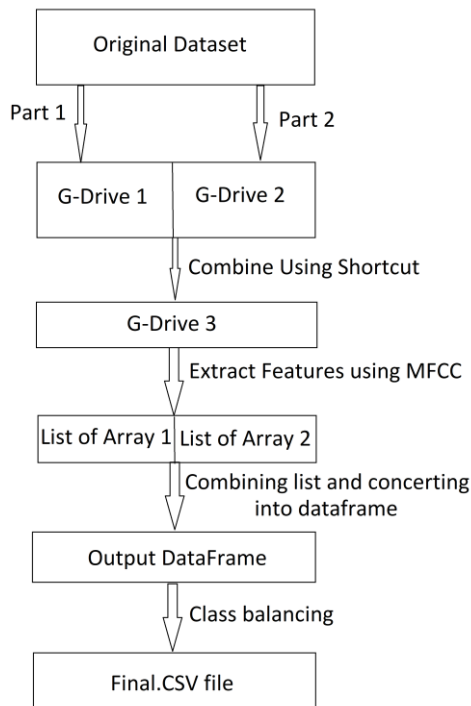 Original Dataset
Part 1
Part 2
G-Drive 1
G-Drive 2
Combine Using Shortcut
G-Drive 3
Extract Features using MFCC
List of Array 1
List of Array 2
Combining list and concerting
into dataframe
Output DataFrame
Class balancing
Final.CSV file